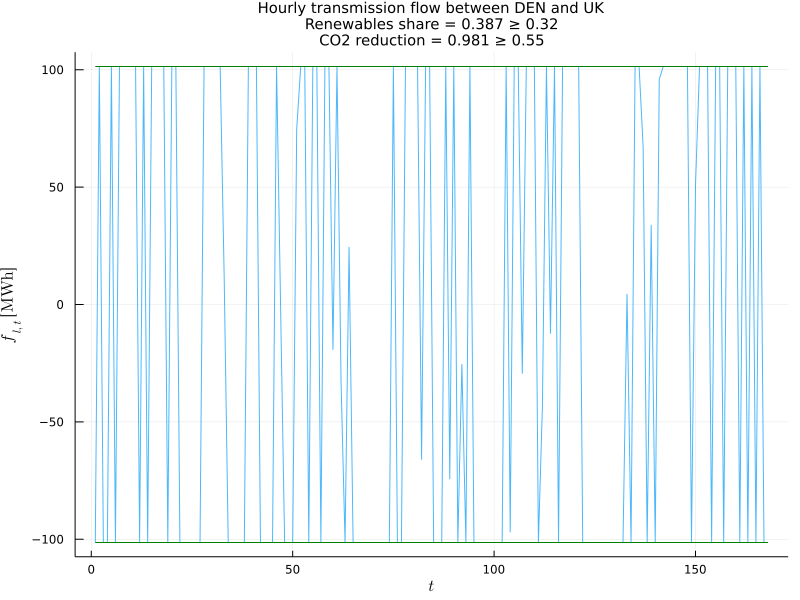 Hourly transmission flow between DEN and UK
Renewables share = 0.387 ≥ 0.32
CO2 reduction = 0.981 ≥ 0.55
100
50
0
−50
−100
f l,t [MWh]
0
50
100
150
t